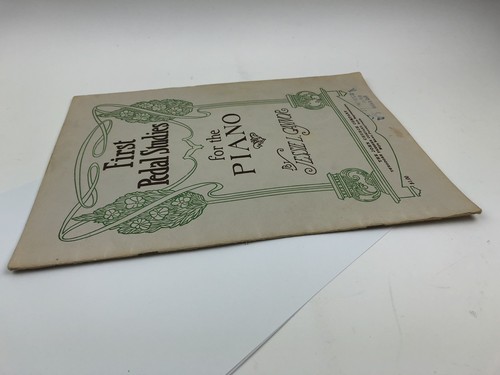 First
Pedal Studies
for the
PIANO
By
JESSIE L. GAYNOR